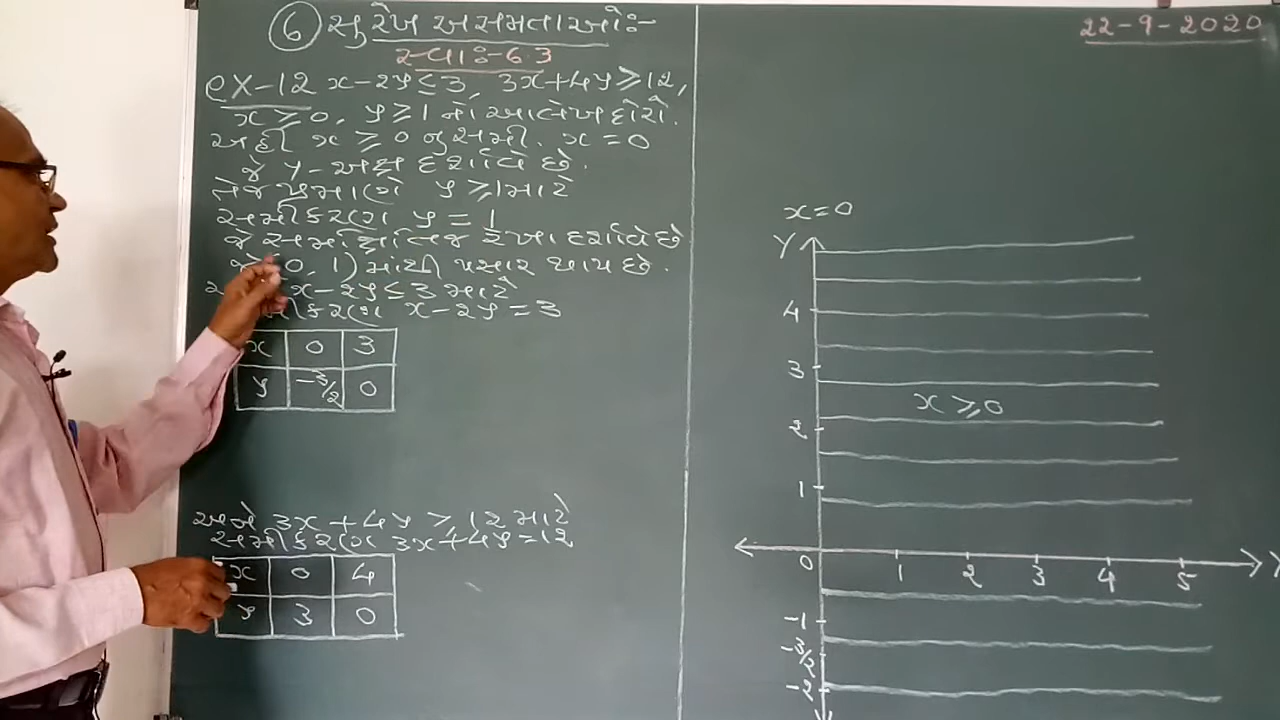 ⑥ સુરેખ અસમતાઓ:-
22-9-2020
સ્વા:-6.3
ex-12 x-2y≤3, 3x+4y≥12,
x≥0, y≥1 નો આલેખ દોરો.
અહીં x≥0 નુ સમી. x=0
જે y-અક્ષ દર્શાવે છે.
તેજ પ્રમાણે y≥1 માટે
સમીકરણ y=1
જે સમક્ષિતિજ રેખા દર્શાવે છે
0, 1) માંથી પસાર થાય છે.
x-2y≤3 માટે
x-2y=3
x 0 3
y -3/2 0
અને 3x+4y≥12 માટે
સમીકરણ 3x+4y=12
x 0 4
y 3 0
x=0
Y
4
3
x≥0
2
1
0 1 2 3 4 5 X
-1
-3/2
-2